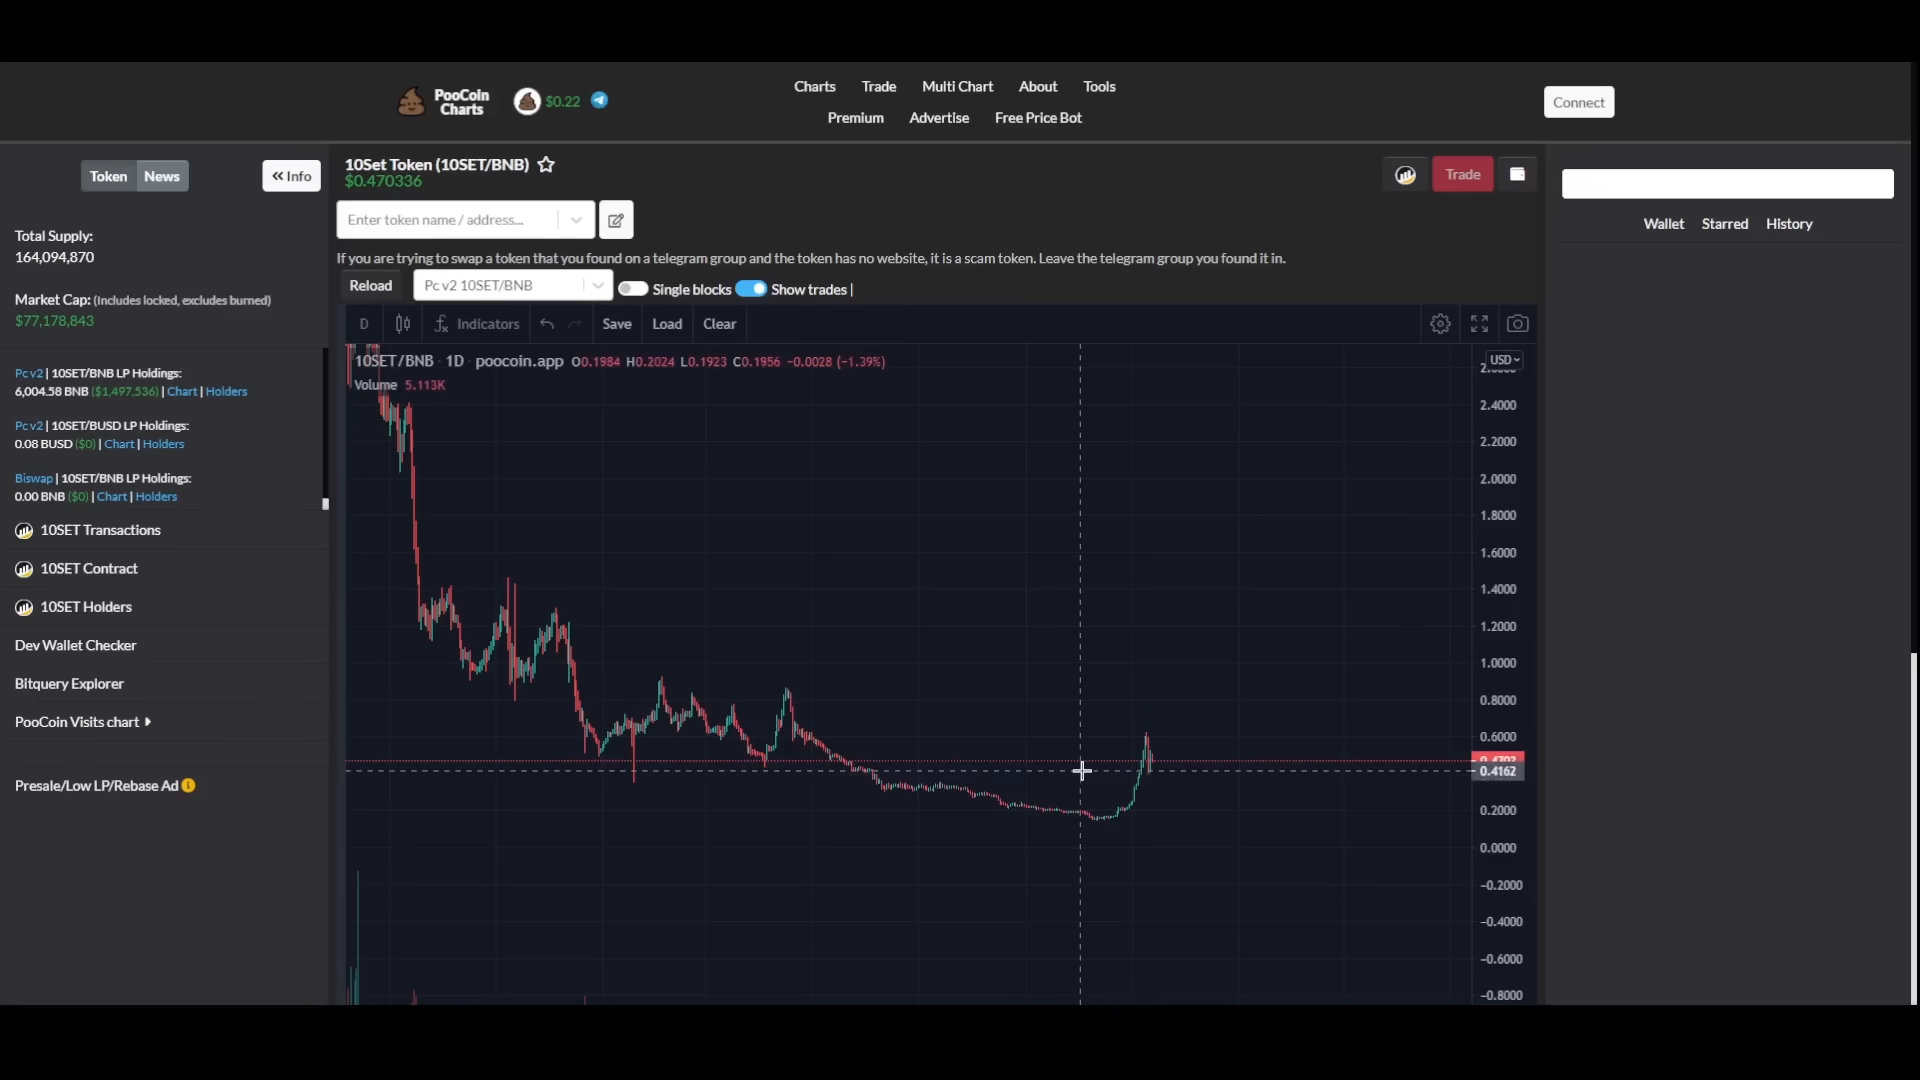 PooCoin
Charts
$0.22
Charts Trade Multi Chart About Tools
Premium Advertise Free Price Bot
Connect
Token News
« Info
Total Supply:
164,094,870
Market Cap: (Includes locked, excludes burned)
$77,178,843
Pc v2 | 10SET/BNB LP Holdings:
6,004.58 BNB ($1,497,536) | Chart | Holders
Pc v2 | 10SET/BUSD LP Holdings:
0.08 BUSD ($0) | Chart | Holders
Biswap | 10SET/BNB LP Holdings:
0.00 BNB ($0) | Chart | Holders
10SET Transactions
10SET Contract
10SET Holders
Dev Wallet Checker
Bitquery Explorer
PooCoin Visits chart
Presale/Low LP/Rebase Ad
10Set Token (10SET/BNB)
$0.470336
Trade
Enter token name / address...
If you are trying to swap a token that you found on a telegram group and the token has no website, it is a scam token. Leave the telegram group you found it in.
Reload
Pc v2 10SET/BNB
Single blocks
Show trades |
D
Indicators
Save
Load
Clear
10SET/BNB · 1D · poocoin.app O0.1984 H0.2024 L0.1923 C0.1956 −0.0028 (−1.39%)
Volume 5.113K
USD
2.4000
2.2000
2.0000
1.8000
1.6000
1.4000
1.2000
1.0000
0.8000
0.6000
0.4162
0.2000
0.0000
−0.2000
−0.4000
−0.6000
−0.8000
Wallet Starred History